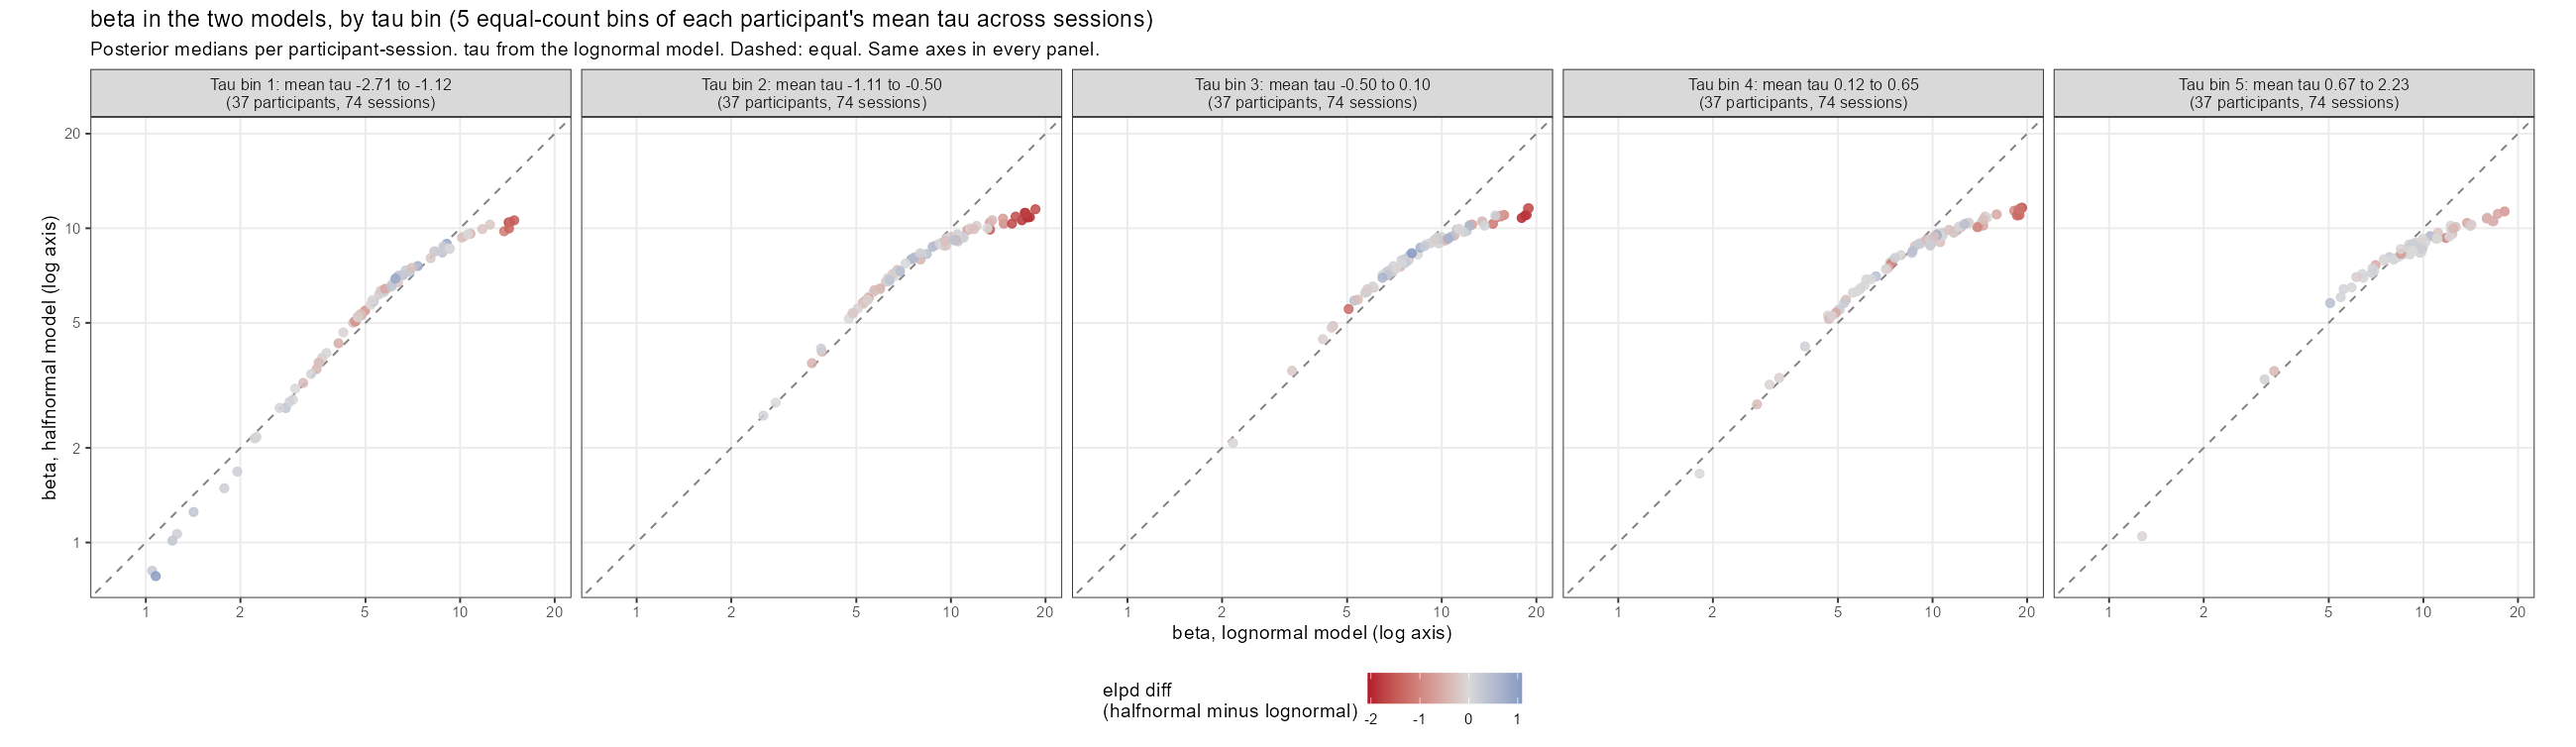 beta in the two models, by tau bin (5 equal-count bins of each participant's mean tau across sessions)
Posterior medians per participant-session. tau from the lognormal model. Dashed: equal. Same axes in every panel.
Tau bin 1: mean tau -2.71 to -1.12
(37 participants, 74 sessions)
Tau bin 2: mean tau -1.11 to -0.50
(37 participants, 74 sessions)
Tau bin 3: mean tau -0.50 to 0.10
(37 participants, 74 sessions)
Tau bin 4: mean tau 0.12 to 0.65
(37 participants, 74 sessions)
Tau bin 5: mean tau 0.67 to 2.23
(37 participants, 74 sessions)
beta, halfnormal model (log axis)
20
10
5
2
1
1 2 5 10 20
1 2 5 10 20
1 2 5 10 20
1 2 5 10 20
1 2 5 10 20
beta, lognormal model (log axis)
elpd diff
(halfnormal minus lognormal)
-2 -1 0 1